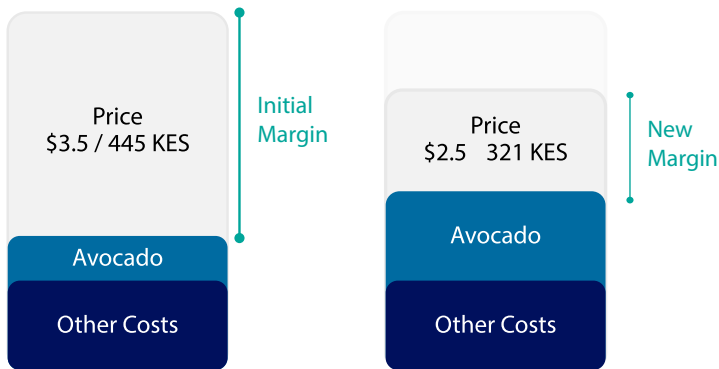 Price
$3.5 / 445 KES
Initial
Margin
Avocado
Other Costs
Price
$2.5 321 KES
New
Margin
Avocado
Other Costs